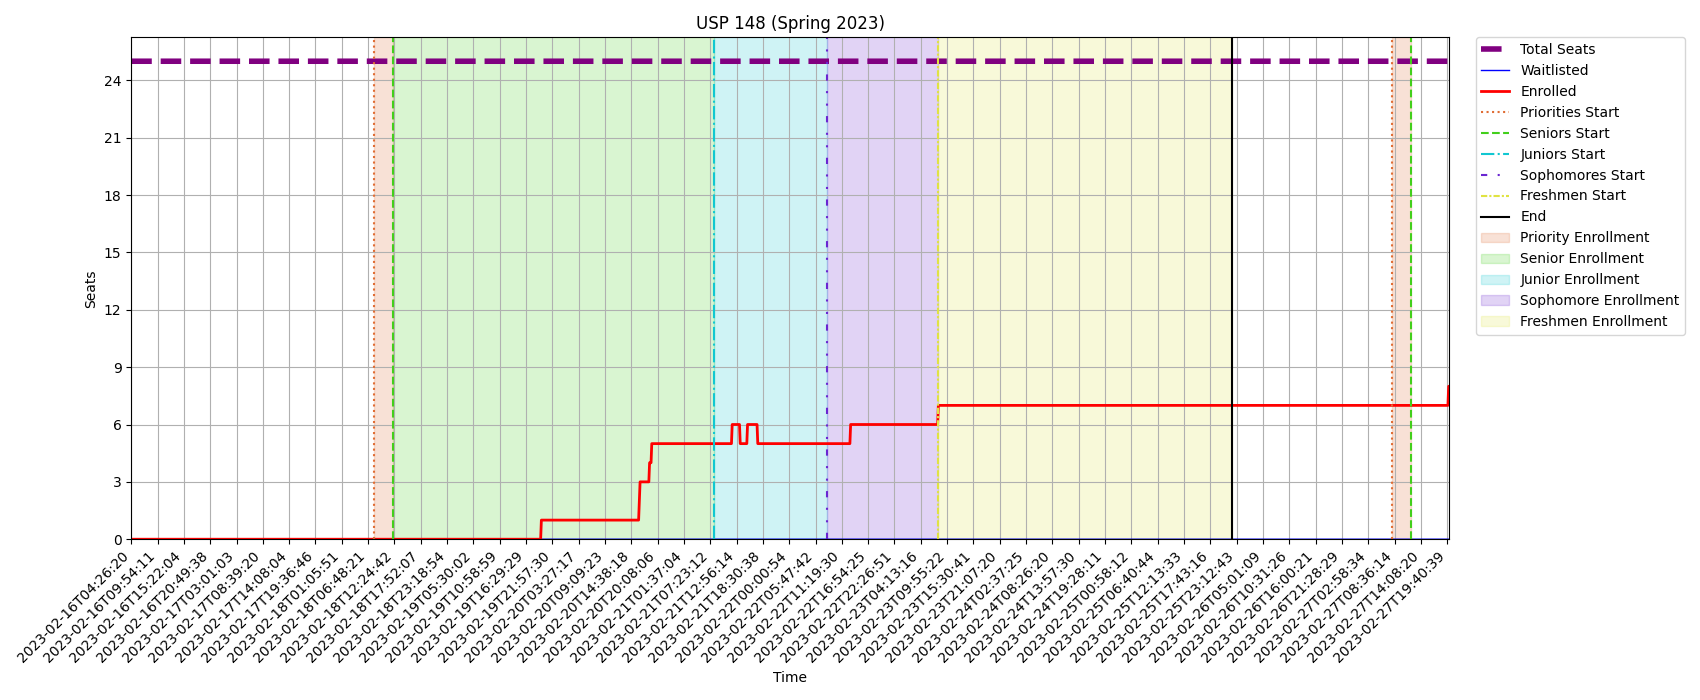 USP 148 (Spring 2023)
Seats
24
21
18
15
12
9
6
3
0
2023-02-16T04:26:20
2023-02-16T09:54:11
2023-02-16T15:22:04
2023-02-16T20:49:38
2023-02-17T03:01:03
2023-02-17T08:39:20
2023-02-17T14:08:04
2023-02-17T19:36:46
2023-02-18T01:05:51
2023-02-18T06:48:21
2023-02-18T12:24:42
2023-02-18T17:52:07
2023-02-18T23:18:54
2023-02-19T05:30:02
2023-02-19T10:58:59
2023-02-19T16:29:29
2023-02-19T21:57:30
2023-02-20T03:27:17
2023-02-20T09:09:23
2023-02-20T14:38:18
2023-02-20T20:08:06
2023-02-21T01:37:04
2023-02-21T07:23:12
2023-02-21T12:56:14
2023-02-21T18:30:38
2023-02-22T00:00:54
2023-02-22T05:47:42
2023-02-22T11:19:30
2023-02-22T16:54:25
2023-02-22T22:26:51
2023-02-23T04:13:16
2023-02-23T09:55:22
2023-02-23T15:30:41
2023-02-23T21:07:20
2023-02-24T02:37:25
2023-02-24T08:26:20
2023-02-24T13:57:30
2023-02-24T19:28:11
2023-02-25T00:58:12
2023-02-25T06:40:44
2023-02-25T12:13:33
2023-02-25T17:43:16
2023-02-25T23:12:43
2023-02-26T05:01:09
2023-02-26T10:31:26
2023-02-26T16:00:21
2023-02-26T21:28:29
2023-02-27T02:58:34
2023-02-27T08:36:14
2023-02-27T14:08:20
2023-02-27T19:40:39
Time
Total Seats
Waitlisted
Enrolled
Priorities Start
Seniors Start
Juniors Start
Sophomores Start
Freshmen Start
End
Priority Enrollment
Senior Enrollment
Junior Enrollment
Sophomore Enrollment
Freshmen Enrollment